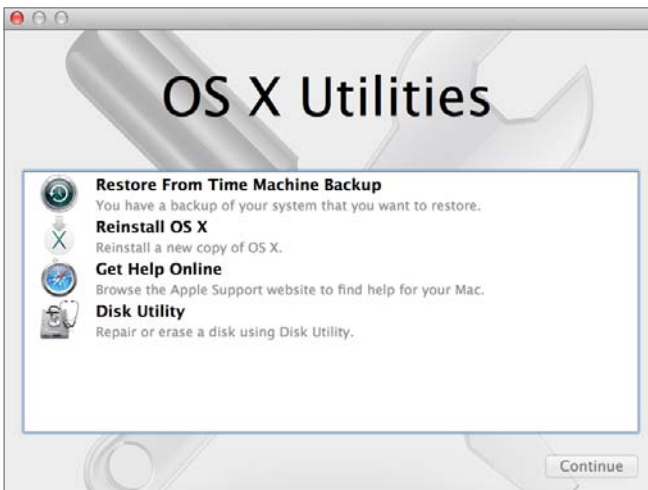 OS X Utilities
Restore From Time Machine Backup
You have a backup of your system that you want to restore.
Reinstall OS X
Reinstall a new copy of OS X.
Get Help Online
Browse the Apple Support website to find help for your Mac.
Disk Utility
Repair or erase a disk using Disk Utility.
Continue